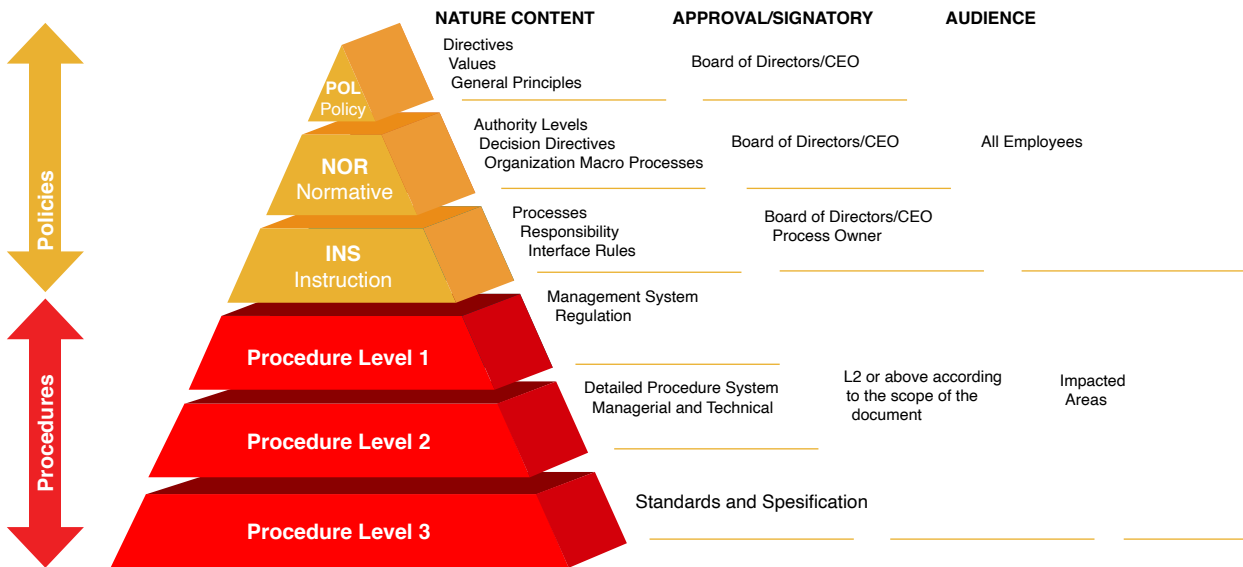 NATURE CONTENT
APPROVAL/SIGNATORY
AUDIENCE
Policies
POL
Policy
Directives
Values
General Principles
Board of Directors/CEO
NOR
Normative
Authority Levels
Decision Directives
Organization Macro Processes
Board of Directors/CEO
All Employees
INS
Instruction
Processes
Responsibility
Interface Rules
Board of Directors/CEO
Process Owner
Procedures
Procedure Level 1
Management System
Regulation
Procedure Level 2
Detailed Procedure System
Managerial and Technical
L2 or above according
to the scope of the
document
Impacted
Areas
Procedure Level 3
Standards and Spesification